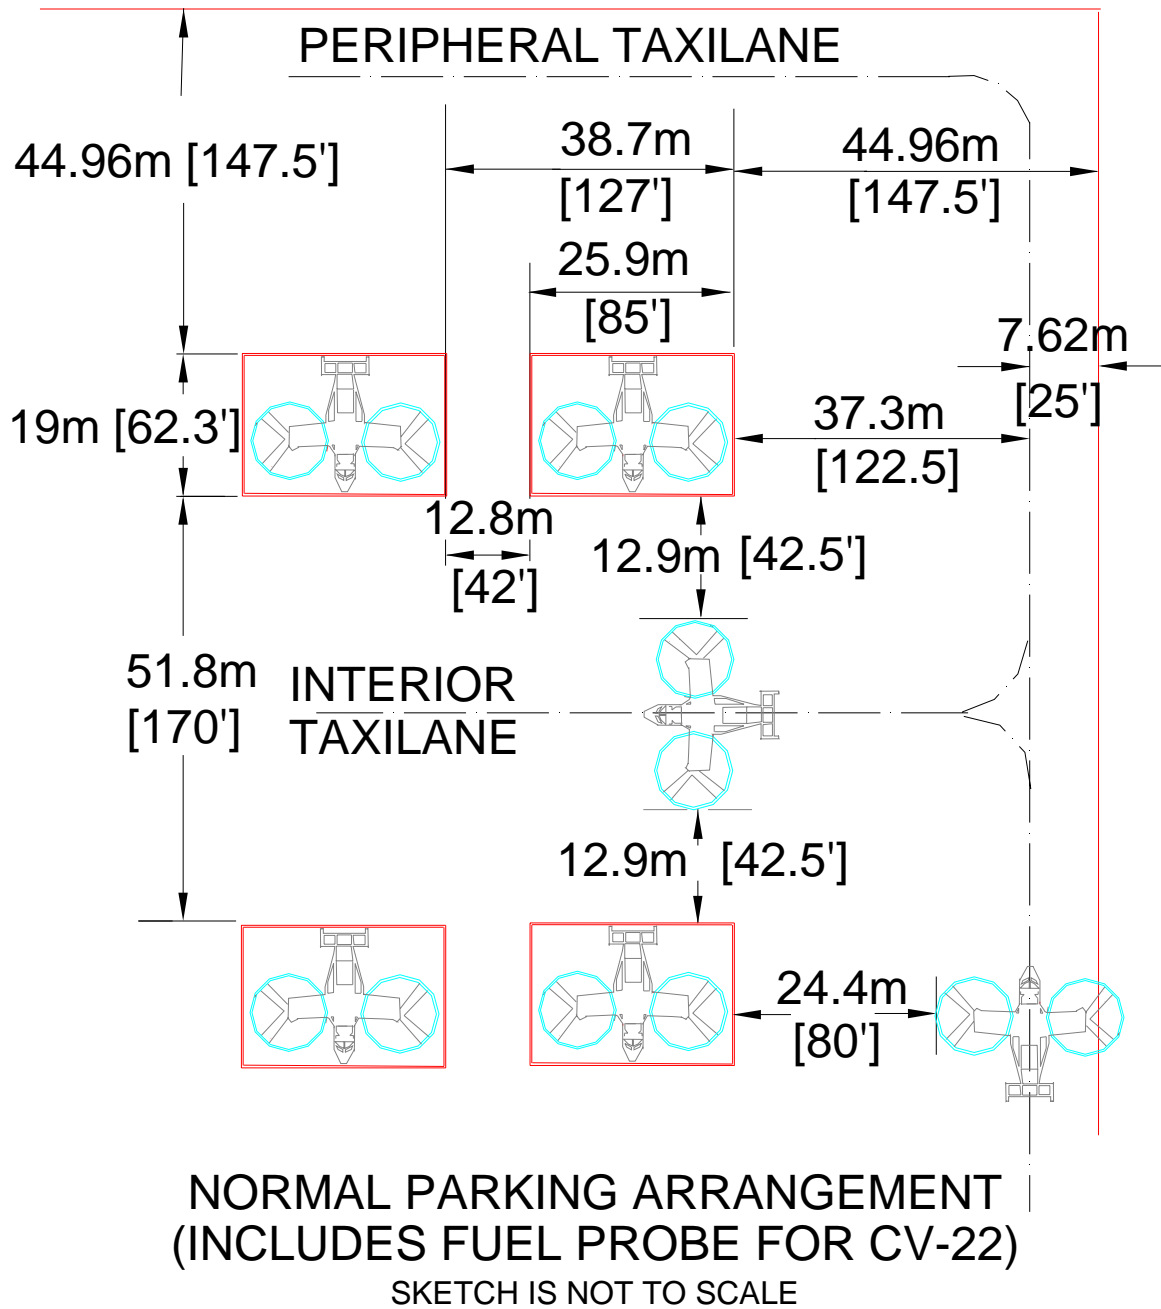 PERIPHERAL TAXILANE
44.96m [147.5']
38.7m
[127']
44.96m
[147.5']
25.9m
[85']
7.62m
[25']
19m [62.3']
37.3m
[122.5]
12.8m
[42']
12.9m [42.5']
51.8m
[170']
INTERIOR
TAXILANE
12.9m [42.5']
24.4m
[80']
NORMAL PARKING ARRANGEMENT
(INCLUDES FUEL PROBE FOR CV-22)
SKETCH IS NOT TO SCALE